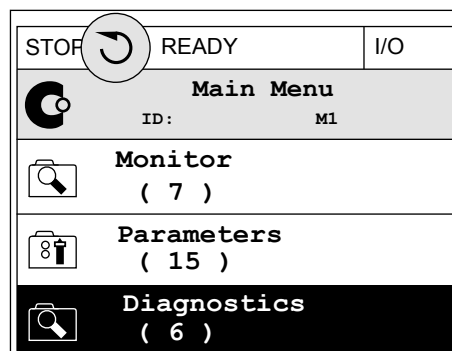 STOP READY I/O
Main Menu
ID: M1
Monitor
( 7 )
Parameters
( 15 )
Diagnostics
( 6 )